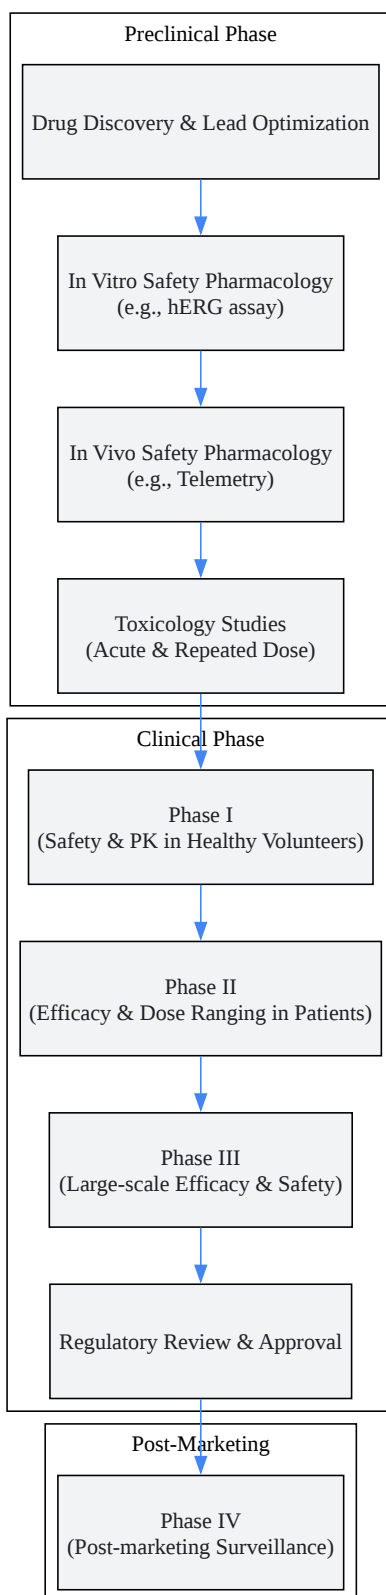 Preclinical Phase
Drug Discovery & Lead Optimization
In Vitro Safety Pharmacology
(e.g., hERG assay)
In Vivo Safety Pharmacology
(e.g., Telemetry)
Toxicology Studies
(Acute & Repeated Dose)
Clinical Phase
Phase I
(Safety & PK in Healthy Volunteers)
Phase II
(Efficacy & Dose Ranging in Patients)
Phase III
(Large-scale Efficacy & Safety)
Regulatory Review & Approval
Post-Marketing
Phase IV
(Post-marketing Surveillance)